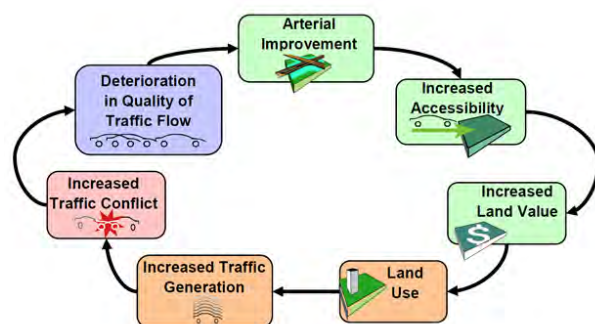 Arterial
Improvement
Increased
Accessibility
Increased
Land Value
S
Land
Use
Increased Traffic
Generation
Increased
Traffic Conflict
Deterioration
in Quality of
Traffic Flow